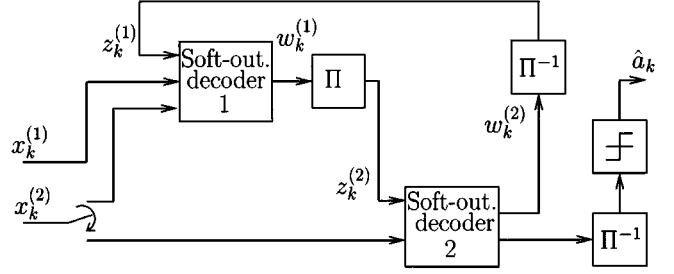 z_k^{(1)}
w_k^{(1)}
Soft-out.
decoder
1
Π
Π^{-1}
â_k
x_k^{(1)}
w_k^{(2)}
x_k^{(2)}
z_k^{(2)}
Soft-out.
decoder
2
Π^{-1}